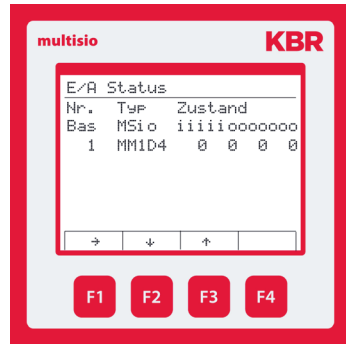 multisio KBR
E/A Status
Nr. Typ Zustand
Bas MSio iiiiioooooo
1 MM1D4 0 0 0 0
→ ↓ ↑
F1 F2 F3 F4